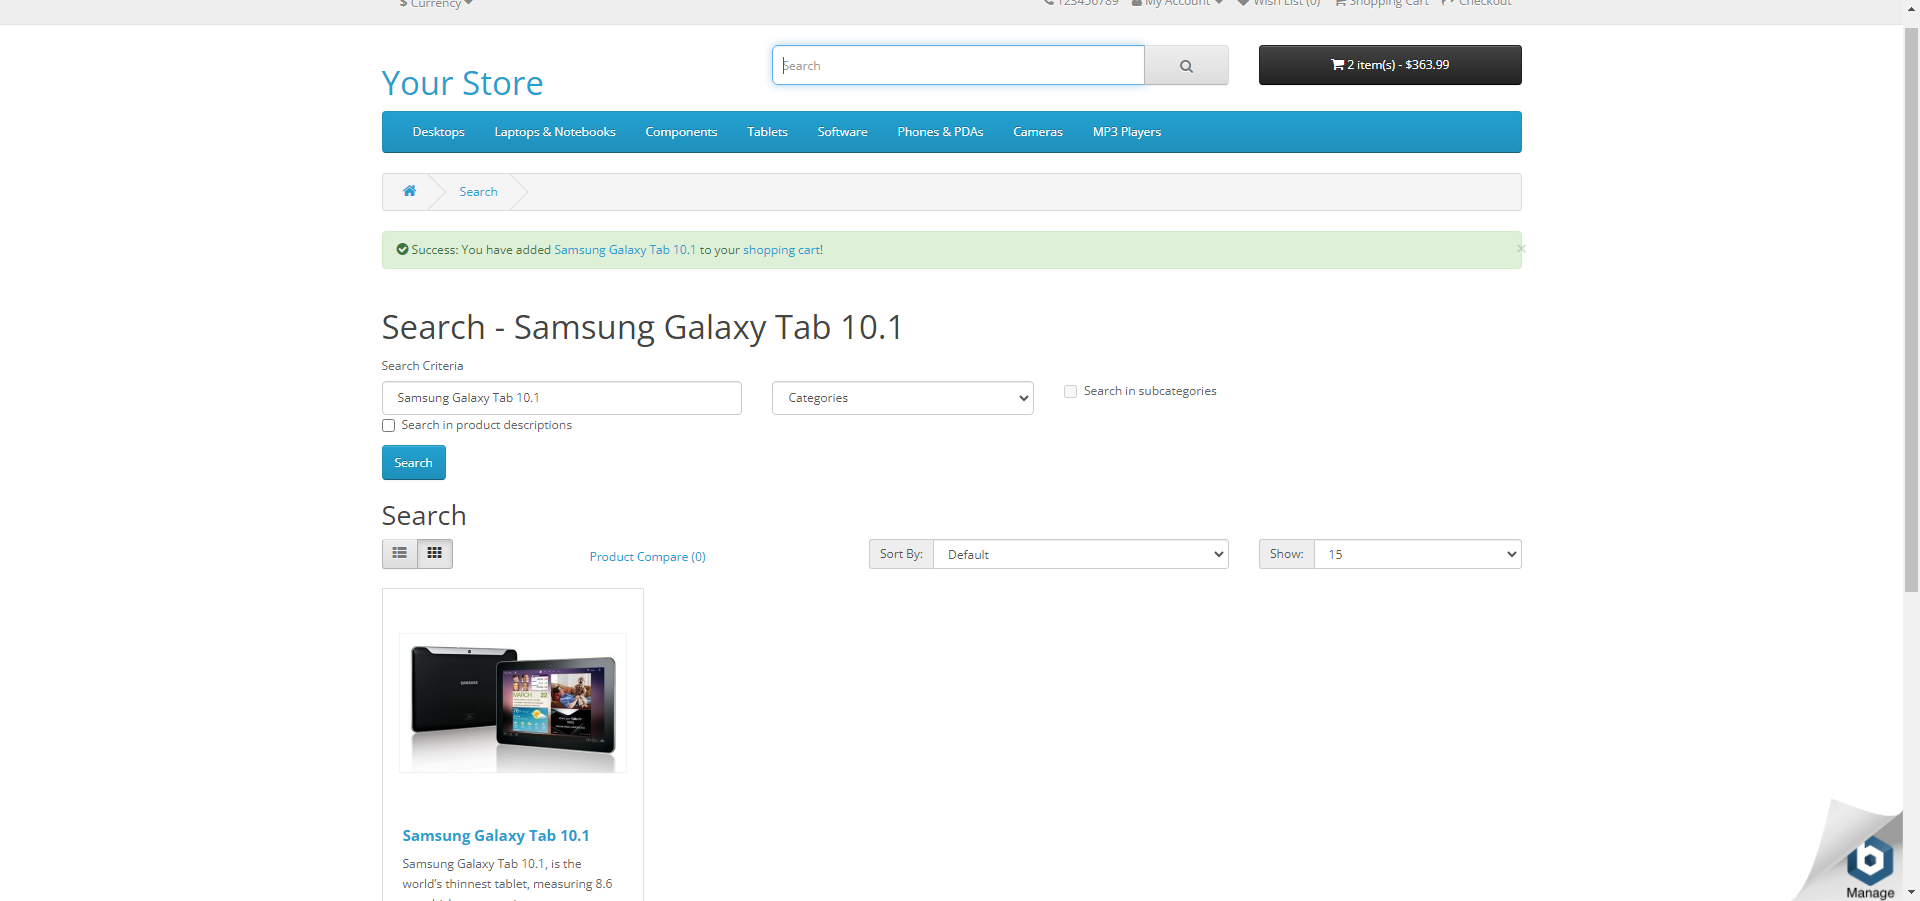 $ Currency
123456789 My Account Wish List (0) Shopping Cart Checkout
Your Store
Search
2 item(s) - $363.99
Desktops Laptops & Notebooks Components Tablets Software Phones & PDAs Cameras MP3 Players
Search
Success: You have added Samsung Galaxy Tab 10.1 to your shopping cart!
×
Search - Samsung Galaxy Tab 10.1
Search Criteria
Samsung Galaxy Tab 10.1
Categories
Search in subcategories
Search in product descriptions
Search
Search
Product Compare (0)
Sort By: Default
Show: 15
SAMSUNG
MARCH 22
Samsung Galaxy Tab 10.1
Samsung Galaxy Tab 10.1, is the
world’s thinnest tablet, measuring 8.6
b
Manage